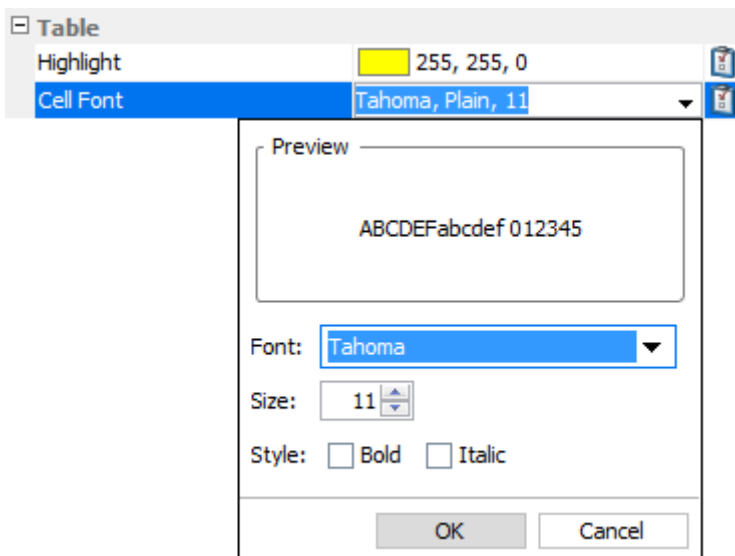 Table
Highlight 255, 255, 0
Cell Font Tahoma, Plain, 11
Preview
ABCDEFabcdef 012345
Font: Tahoma
Size: 11
Style: Bold Italic
OK Cancel